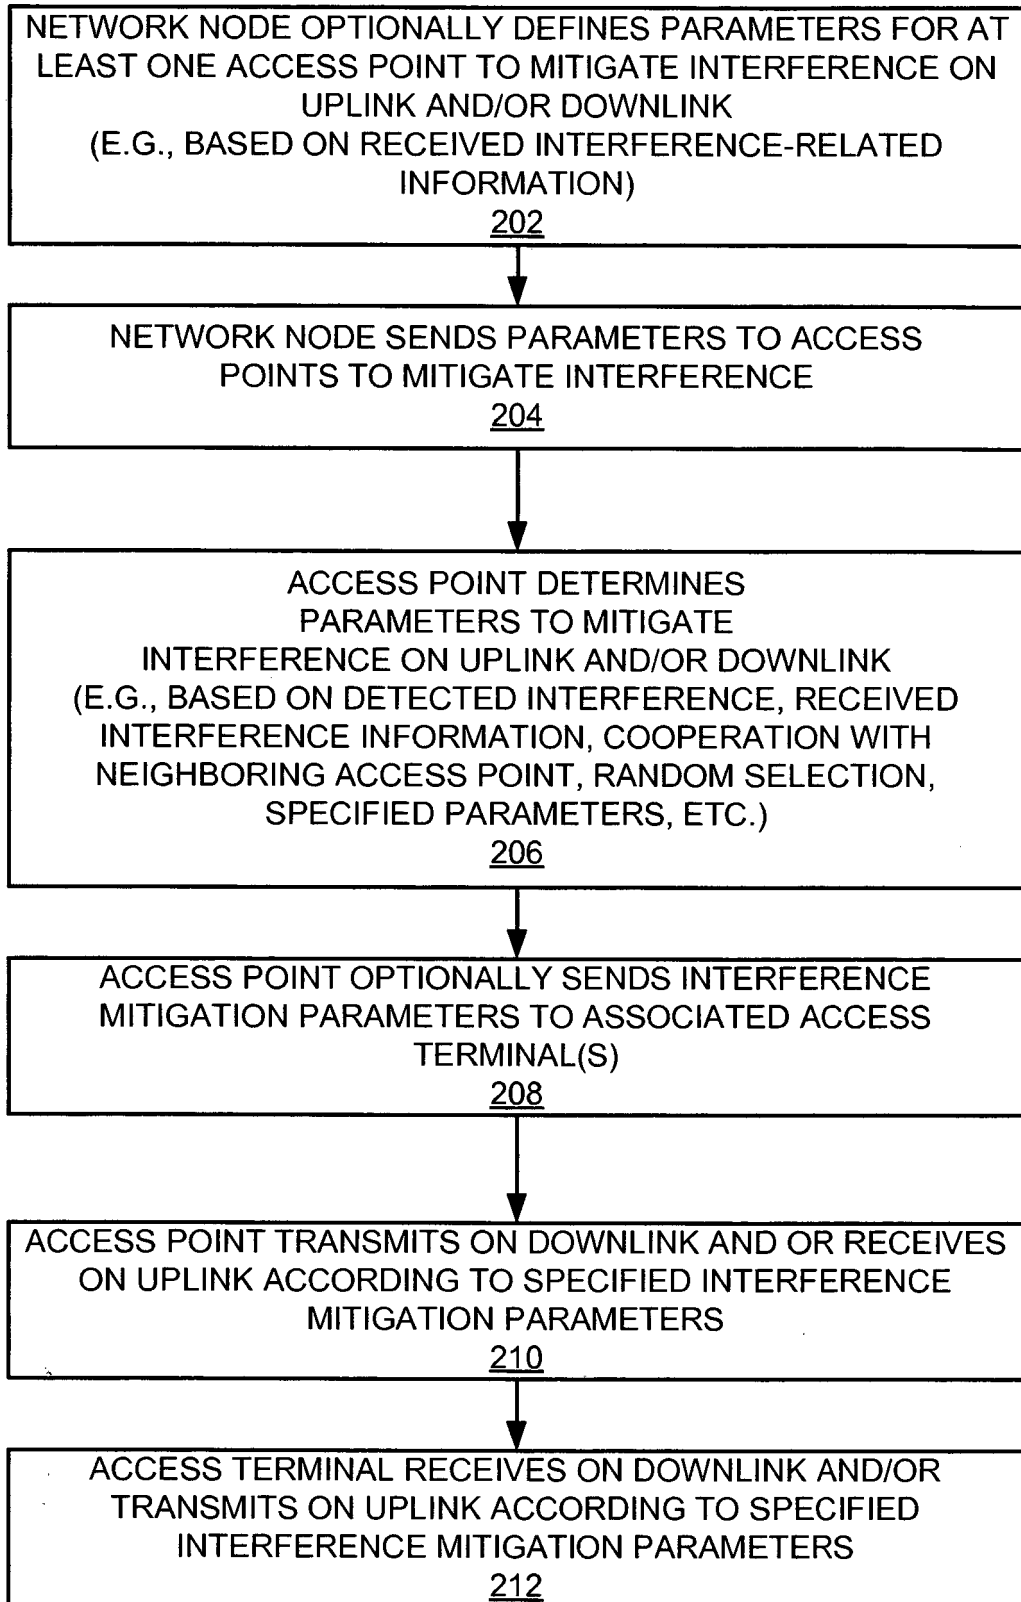 NETWORK NODE OPTIONALLY DEFINES PARAMETERS FOR AT
LEAST ONE ACCESS POINT TO MITIGATE INTERFERENCE ON
UPLINK AND/OR DOWNLINK
(E.G., BASED ON RECEIVED INTERFERENCE-RELATED
INFORMATION)
202
NETWORK NODE SENDS PARAMETERS TO ACCESS
POINTS TO MITIGATE INTERFERENCE
204
ACCESS POINT DETERMINES
PARAMETERS TO MITIGATE
INTERFERENCE ON UPLINK AND/OR DOWNLINK
(E.G., BASED ON DETECTED INTERFERENCE, RECEIVED
INTERFERENCE INFORMATION, COOPERATION WITH
NEIGHBORING ACCESS POINT, RANDOM SELECTION,
SPECIFIED PARAMETERS, ETC.)
206
ACCESS POINT OPTIONALLY SENDS INTERFERENCE
MITIGATION PARAMETERS TO ASSOCIATED ACCESS
TERMINAL(S)
208
ACCESS POINT TRANSMITS ON DOWNLINK AND OR RECEIVES
ON UPLINK ACCORDING TO SPECIFIED INTERFERENCE
MITIGATION PARAMETERS
210
ACCESS TERMINAL RECEIVES ON DOWNLINK AND/OR
TRANSMITS ON UPLINK ACCORDING TO SPECIFIED
INTERFERENCE MITIGATION PARAMETERS
212